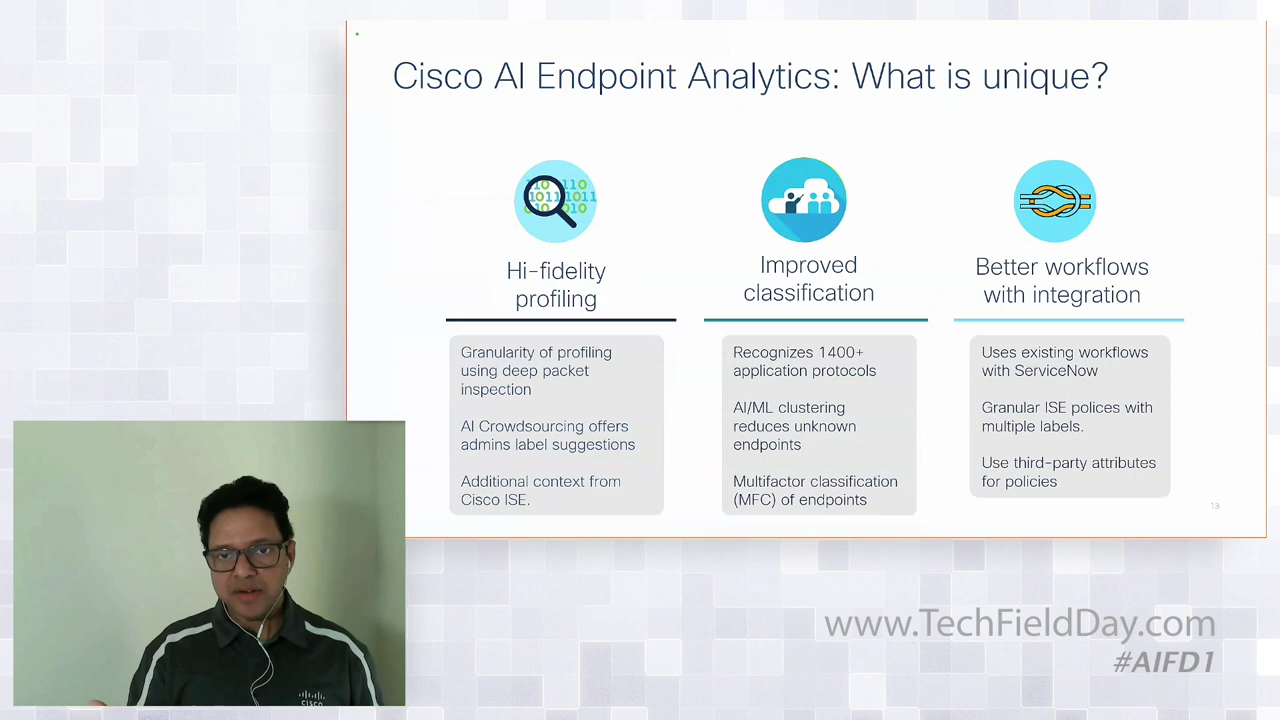 Cisco AI Endpoint Analytics: What is unique?
Hi-fidelity
profiling
Granularity of profiling
using deep packet
inspection
AI Crowdsourcing offers
admins label suggestions
Additional context from
Cisco ISE.
Improved
classification
Recognizes 1400+
application protocols
AI/ML clustering
reduces unknown
endpoints
Multifactor classification
(MFC) of endpoints
Better workflows
with integration
Uses existing workflows
with ServiceNow
Granular ISE polices with
multiple labels.
Use third-party attributes
for policies
13
CISCO
www.TechFieldDay.com
#AIFD1